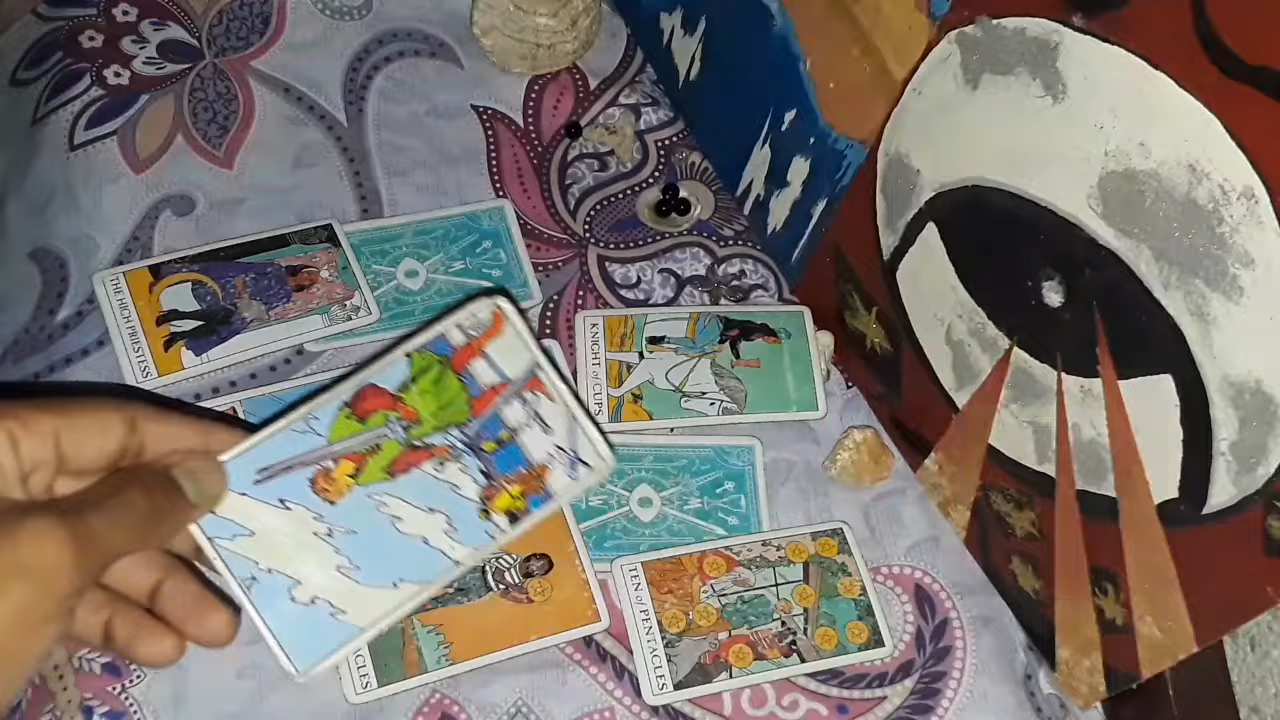 THE HIGH PRIESTESS
KNIGHT of CUPS
TEN of PENTACLES